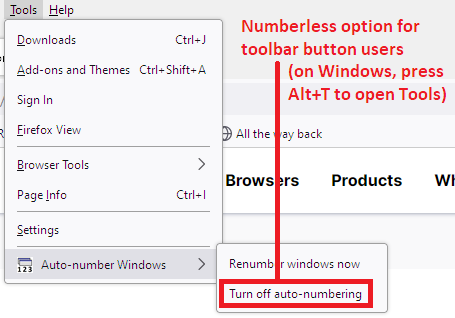 Tools Help
Numberless option for
toolbar button users
(on Windows, press
Alt+T to open Tools)
Downloads Ctrl+J
Add-ons and Themes Ctrl+Shift+A
Sign In
Firefox View
All the way back
Browser Tools
Page Info Ctrl+I
Browsers Products
Settings
Auto-number Windows
123
Renumber windows now
Turn off auto-numbering